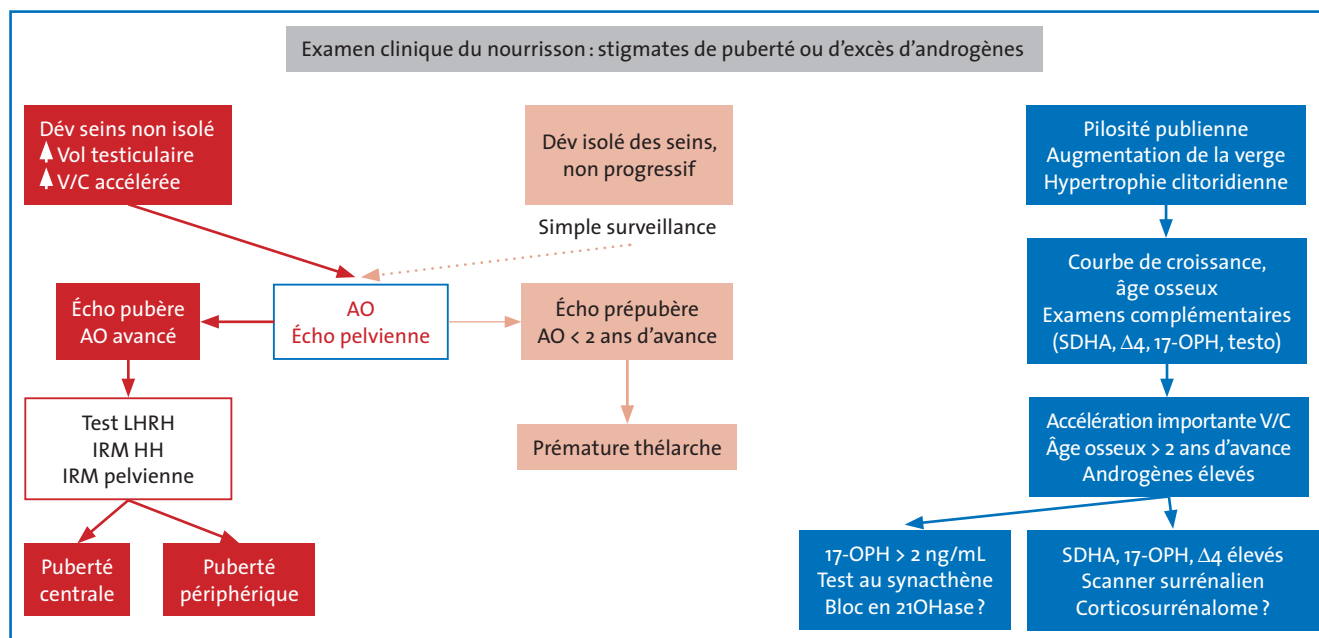 Examen clinique du nourrisson : stigmates de puberté ou d'excès d'androgènes
Dév seins non isolé
Vol testiculaire
V/C accélérée
Dév isolé des seins,
non progressif
Simple surveillance
AO
Écho pelvienne
Écho pubère
AO avancé
Écho prépubère
AO < 2 ans d'avance
Test LHRH
IRM HH
IRM pelvienne
Prémature thélarche
Puberté
centrale
Puberté
périphérique
Pilosité publienne
Augmentation de la verge
Hypertrophie clitoridienne
Courbe de croissance,
âge osseux
Examens complémentaires
(SDHA, Δ4, 17-OPH, testo)
Accélération importante V/C
Âge osseux > 2 ans d'avance
Androgènes élevés
17-OPH > 2 ng/mL
Test au synacthène
Bloc en 21OHase ?
SDHA, 17-OPH, Δ4 élevés
Scanner surrénalien
Corticosurrénalome ?